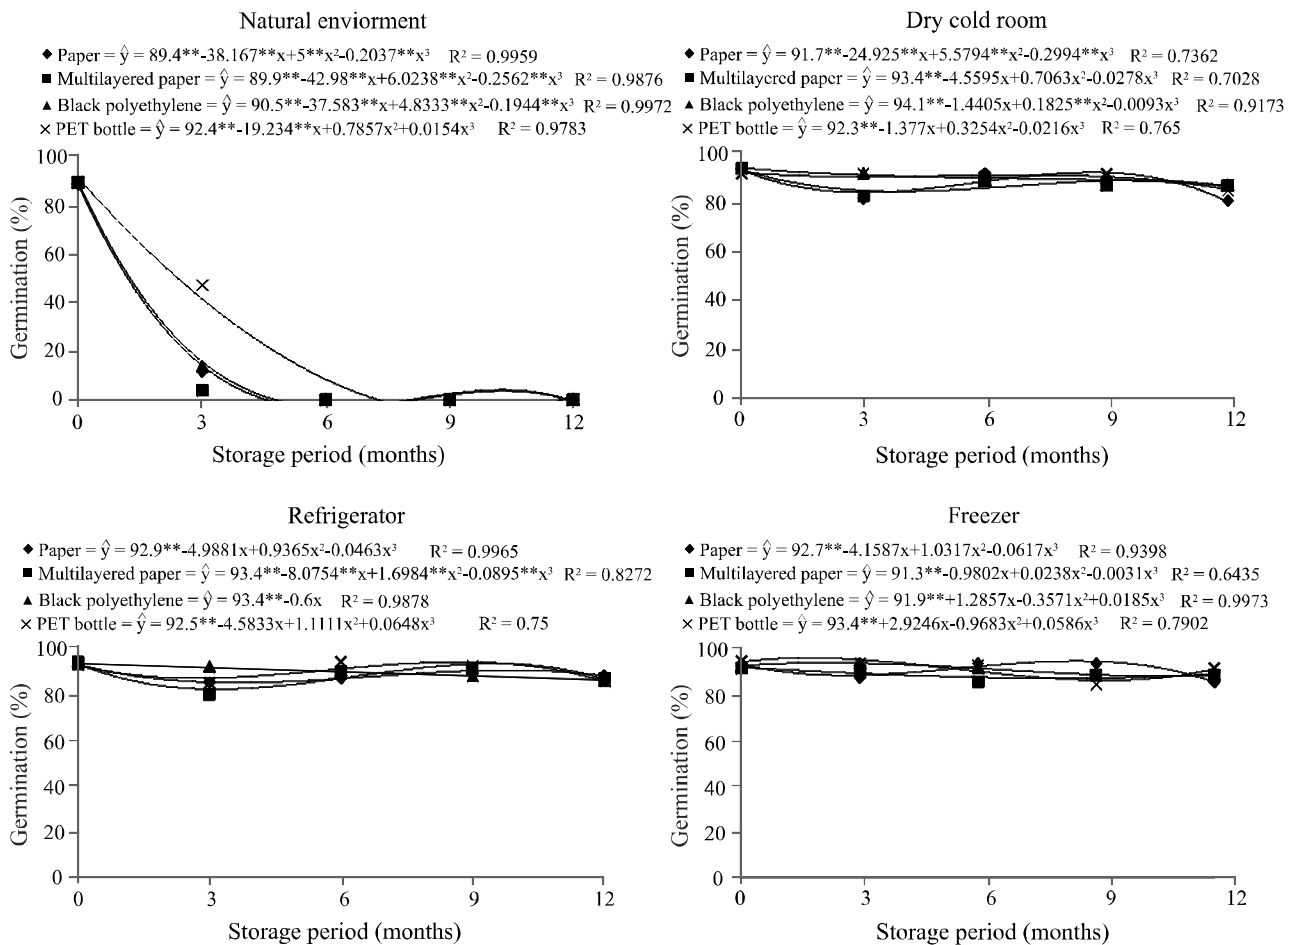 Natural enviorment
◆ Paper = ŷ = 89.4**-38.167**x+5**x²-0.2037**x³ R² = 0.9959
■ Multilayered paper = ŷ = 89.9**-42.98**x+6.0238**x²-0.2562**x³ R² = 0.9876
▲ Black polyethylene = ŷ = 90.5**-37.583**x+4.8333**x²-0.1944**x³ R² = 0.9972
× PET bottle = ŷ = 92.4**-19.234**x+0.7857x²+0.0154x³ R² = 0.9783
100
80
60
40
20
0
Germination (%)
0 3 6 9 12
Storage period (months)
Dry cold room
◆ Paper = ŷ = 91.7**-24.925**x+5.5794**x²-0.2994**x³ R² = 0.7362
■ Multilaycrd papcr = ŷ = 93.4**-4.5595x+0.7063x²-0.0278x³ R² = 0.7028
▲ Black polyethylene = ŷ = 94.1**-1.4405x+0.1825**x²-0.0093x³ R² = 0.9173
× PET bottle = ŷ = 92.3**-1.377x+0.3254x²-0.0216x³ R² = 0.765
100
80
60
40
20
0
Germination (%)
0 3 6 9 12
Storage period (months)
Refrigerator
◆ Paper = ŷ = 92.9**-4.9881x+0.9365x²-0.0463x³ R² = 0.9965
■ Multilayered paper = ŷ = 93.4**-8.0754**x+1.6984**x²-0.0895**x³ R² = 0.8272
▲ Black polyethylene = ŷ = 93.4**-0.6x R² = 0.9878
× PET bottle = ŷ = 92.5**-4.5833x+1.1111x²+0.0648x³ R² = 0.75
100
80
60
40
20
0
Germination (%)
0 3 6 9 12
Storage period (months)
Freezer
◆ Paper = ŷ = 92.7**-4.1587x+1.0317x²-0.0617x³ R² = 0.9398
■ Multilayered paper = ŷ = 91.3**-0.9802x+0.0238x²-0.0031x³ R² = 0.6435
▲ Black polyethylene = ŷ = 91.9**+1.2857x-0.3571x²+0.0185x³ R² = 0.9973
× PET bottle = ŷ = 93.4**+2.9246x-0.9683x²+0.0586x³ R² = 0.7902
100
80
60
40
20
0
Germination (%)
0 3 6 9 12
Storage period (months)